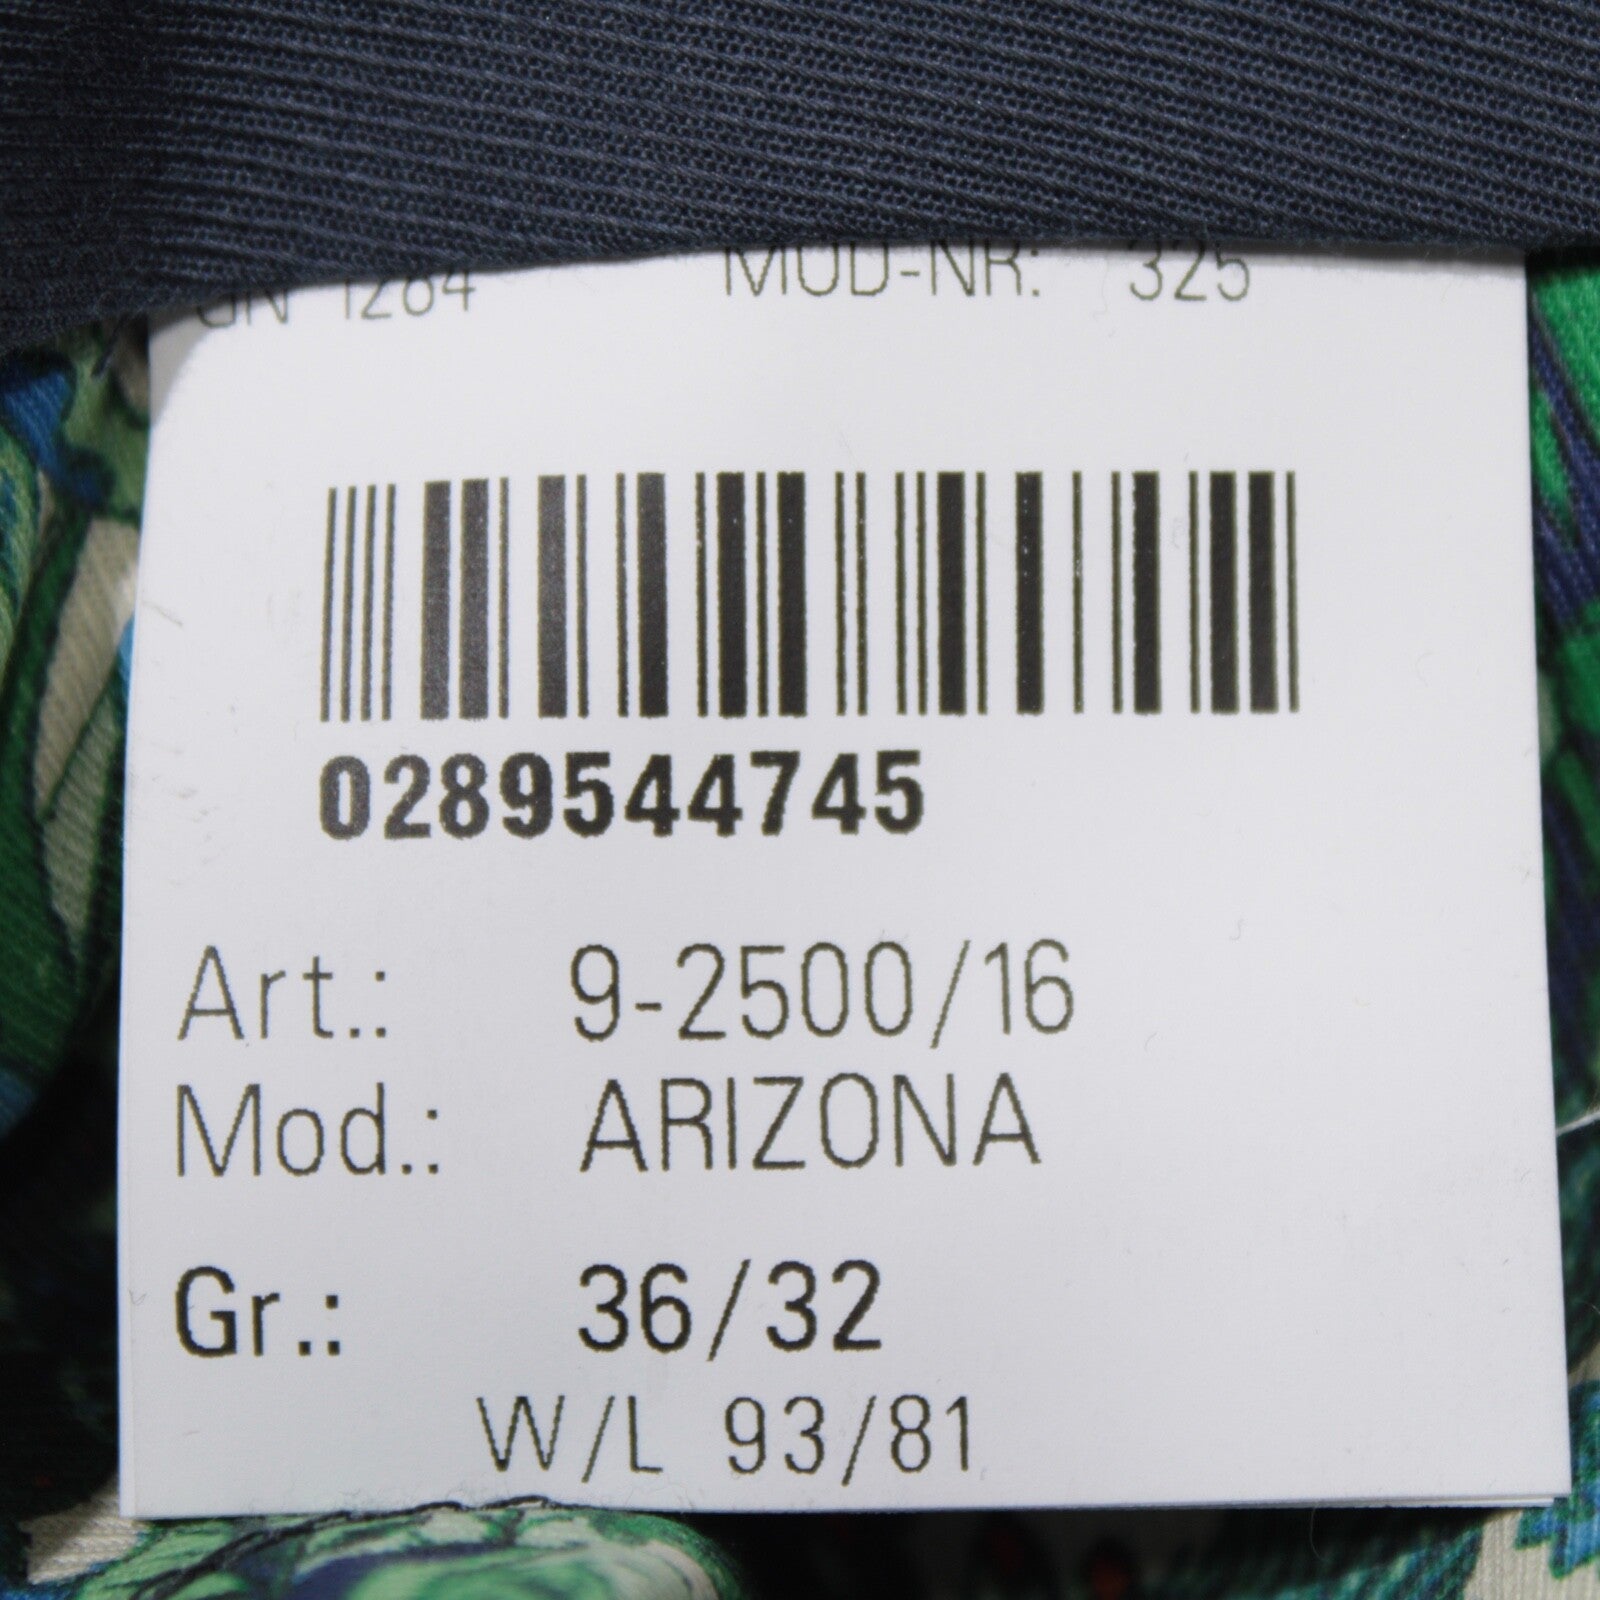 MOD-NR: 325
0289544745
Art.: 9-2500/16
Mod.: ARIZONA
Gr.: 36/32
W/L 93/81